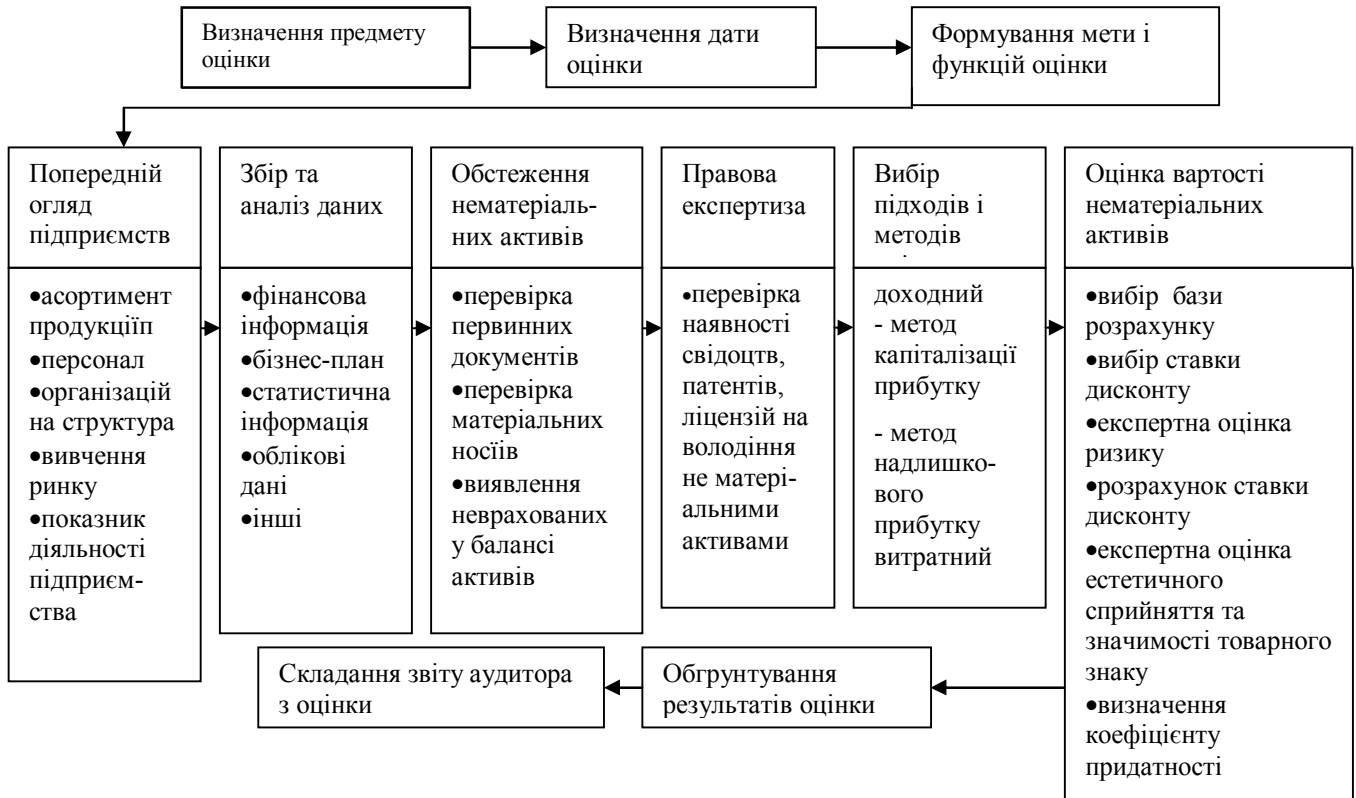 Визначення предмету
оцінки
Визначення дати
оцінки
Формування мети і
функцій оцінки
Попередній
огляд
підприємств
Збір та
аналіз даних
Обстеження
нематеріаль-
них активів
Правова
експертиза
Вибір
підходів і
методів
Оцінка вартості
нематеріальних
активів
•асортимент
продукціїп
•персонал
•організацій
на структура
•вивчення
ринку
•показник
діяльності
підприєм-
ства
•фінансова
інформація
•бізнес-план
•статистична
інформація
•облікові
дані
•інші
•перевірка
первинних
документів
•перевірка
матеріальних
носіїв
•виявлення
неврахованих
у балансі
активів
•перевірка
наявності
свідоцтв,
патентів,
ліцензій на
володіння
не матері-
альними
активами
доходний
- метод
капіталізації
прибутку
- метод
надлишко-
вого
прибутку
витратний
•вибір бази
розрахунку
•вибір ставки
дисконту
•експертна оцінка
ризику
•розрахунок ставки
дисконту
•експертна оцінка
естетичного
сприйняття та
значимості товарного
знаку
•визначення
коефіцієнту
придатності
Складання звіту аудитора
з оцінки
Обгрунтування
результатів оцінки